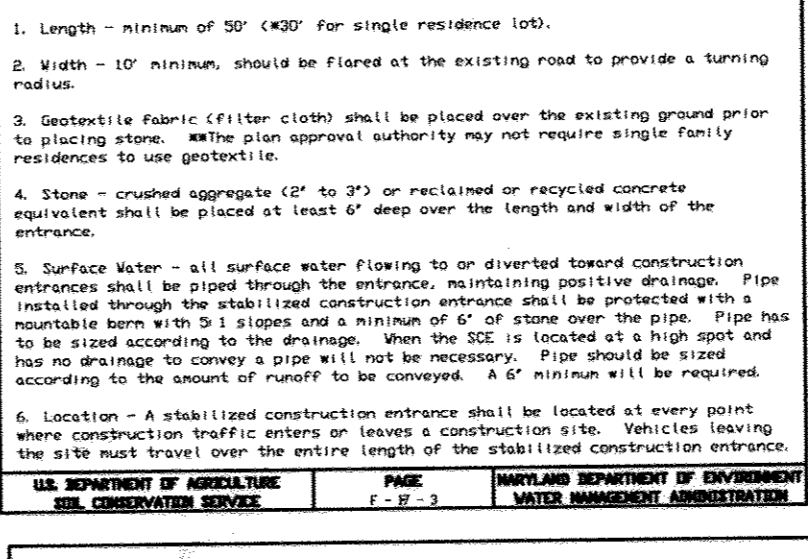 1. Length - minimum of 50' (*30' for single residence lot).
2. Width - 10' minimum, should be flared at the existing road to provide a turning
radius.
3. Geotextile fabric (filter cloth) shall be placed over the existing ground prior
to placing stone. **The plan approval authority may not require single family
residences to use geotextile.
4. Stone - crushed aggregate (2" to 3") or reclaimed or recycled concrete
equivalent shall be placed at least 6" deep over the length and width of the
entrance.
5. Surface Water - all surface water flowing to or diverted toward construction
entrances shall be piped through the entrance, maintaining positive drainage. Pipe
installed through the stabilized construction entrance shall be protected with a
mountable berm with 5:1 slopes and a minimum of 6" of stone over the pipe. Pipe has
to be sized according to the drainage. When the SCE is located at a high spot and
has no drainage to convey a pipe will not be necessary. Pipe should be sized
according to the amount of runoff to be conveyed. A 6" minimum will be required.
6. Location - A stabilized construction entrance shall be located at every point
where construction traffic enters or leaves a construction site. Vehicles leaving
the site must travel over the entire length of the stabilized construction entrance.
U.S. DEPARTMENT OF AGRICULTURE
SOIL CONSERVATION SERVICE
PAGE
F - 17 - 3
MARYLAND DEPARTMENT OF ENVIRONMENT
WATER MANAGEMENT ADMINISTRATION